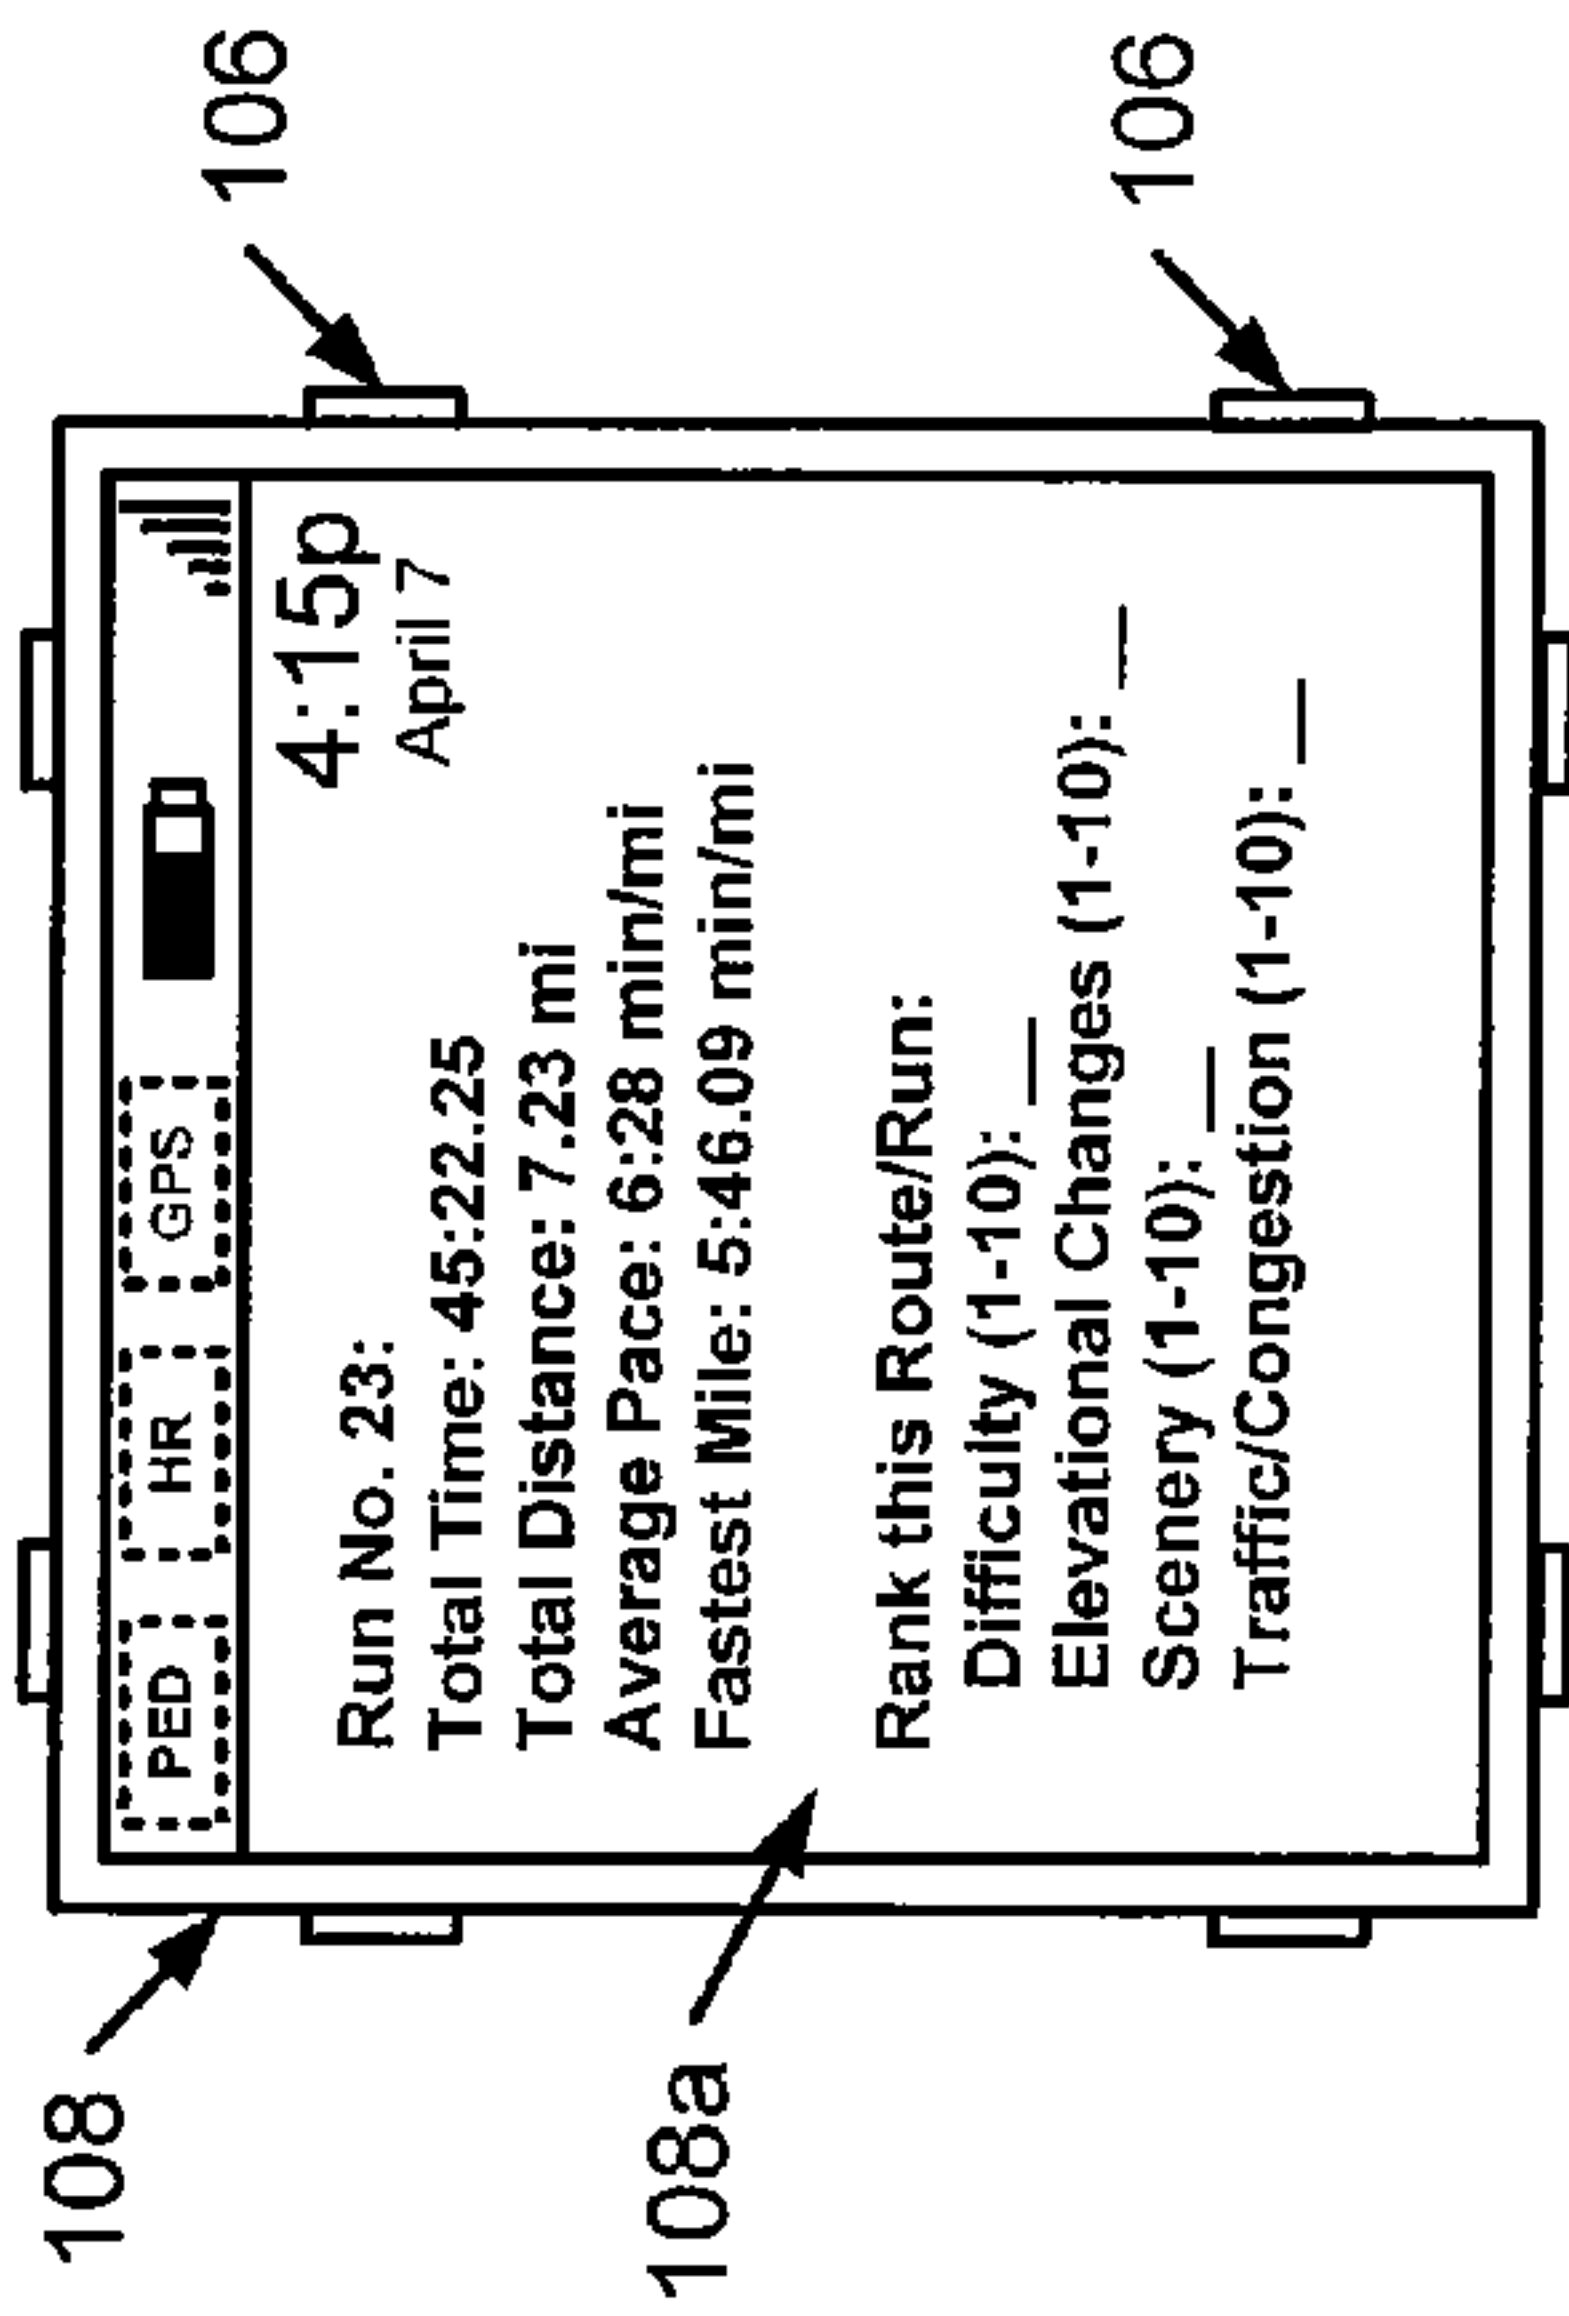 108
108a
106
106
PED HR GPS
4:15p
April 7
Run No. 23:
Total Time: 45:22.25
Total Distance: 7.23 mi
Average Pace: 6:28 min/mi
Fastest Mile: 5:46.09 min/mi
Rank this Route/Run:
Difficulty (1-10): __
Elevational Changes (1-10): __
Scenery (1-10): __
Traffic/Congestion (1-10): __